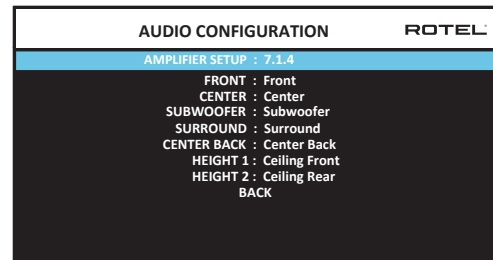 AUDIO CONFIGURATION ROTEL
AMPLIFIER SETUP : 7.1.4
FRONT : Front
CENTER : Center
SUBWOOFER : Subwoofer
SURROUND : Surround
CENTER BACK : Center Back
HEIGHT 1 : Ceiling Front
HEIGHT 2 : Ceiling Rear
BACK